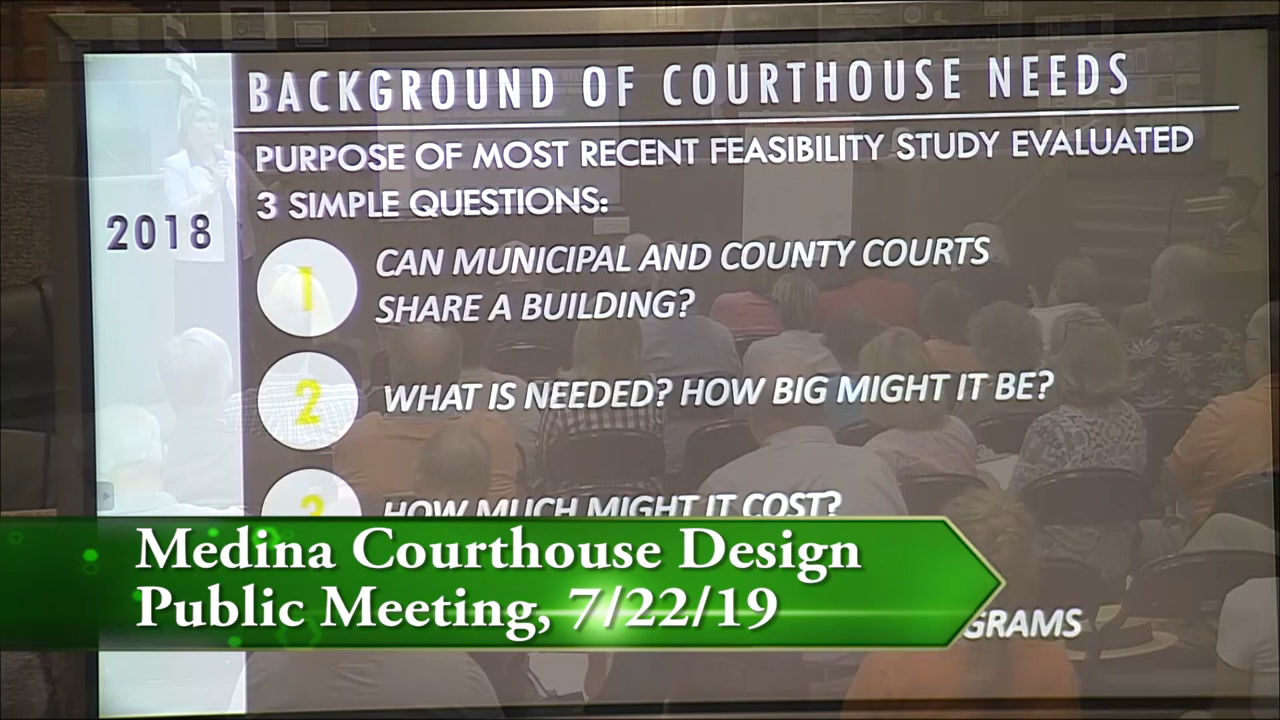 BACKGROUND OF COURTHOUSE NEEDS
PURPOSE OF MOST RECENT FEASIBILITY STUDY EVALUATED
3 SIMPLE QUESTIONS:
2018
1 CAN MUNICIPAL AND COUNTY COURTS
SHARE A BUILDING?
2 WHAT IS NEEDED? HOW BIG MIGHT IT BE?
3 HOW MUCH MIGHT IT COST?
Medina Courthouse Design
Public Meeting, 7/22/19
GRAMS